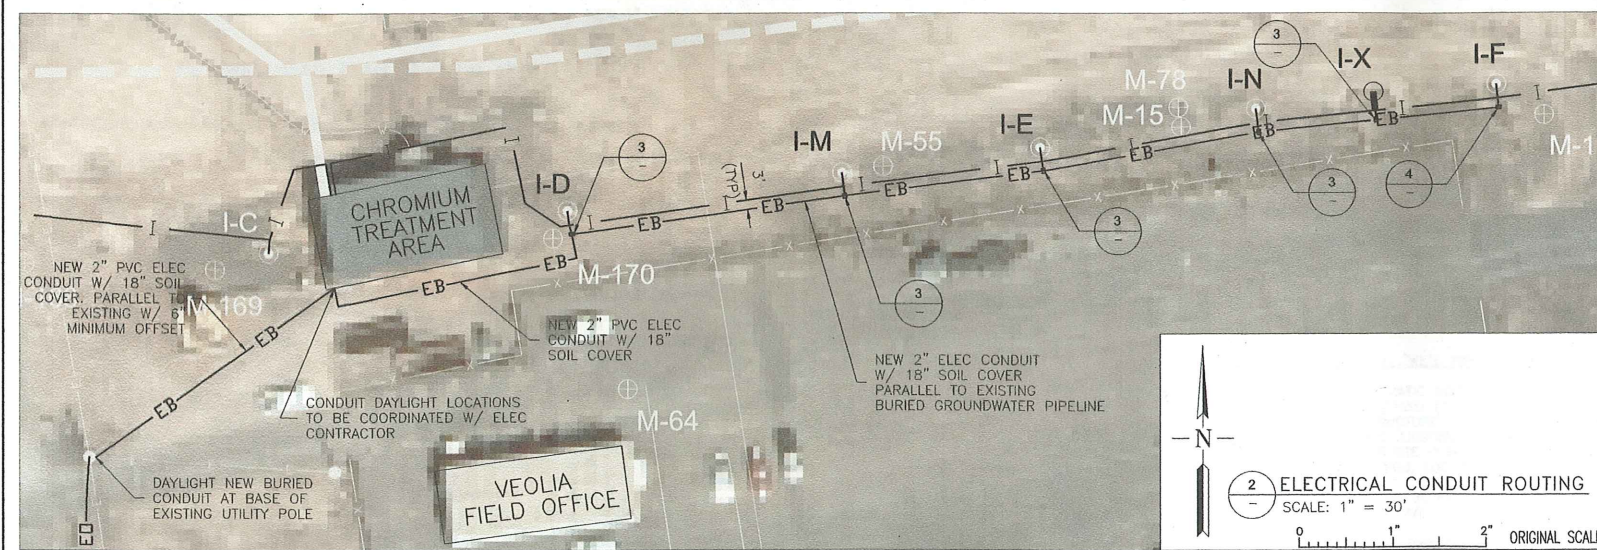 3
–
I-X
I-F
M-78
M-15
I-N
I
I
EB
M-1
I-E
I
EB
3
–
4
–
I-M
M-55
I
EB
I
EB
3
–
3
–
I-D
3' (TYP.)
I
EB
EB
3
–
I
I-C
I
I
CHROMIUM
TREATMENT
AREA
M-170
EB
EB
NEW 2" PVC ELEC
CONDUIT W/ 18" SOIL
COVER. PARALLEL TO
EXISTING W/ 6"
MINIMUM OFFSET
M-169
EB
EB
NEW 2" PVC ELEC
CONDUIT W/ 18"
SOIL COVER
NEW 2" ELEC CONDUIT
W/ 18" SOIL COVER
PARALLEL TO EXISTING
BURIED GROUNDWATER PIPELINE
CONDUIT DAYLIGHT LOCATIONS
TO BE COORDINATED W/ ELEC
CONTRACTOR
M-64
DAYLIGHT NEW BURIED
CONDUIT AT BASE OF
EXISTING UTILITY POLE
VEOLIA
FIELD OFFICE
N
2
–
ELECTRICAL CONDUIT ROUTING
SCALE: 1" = 30'
0 1" 2" ORIGINAL SCALE